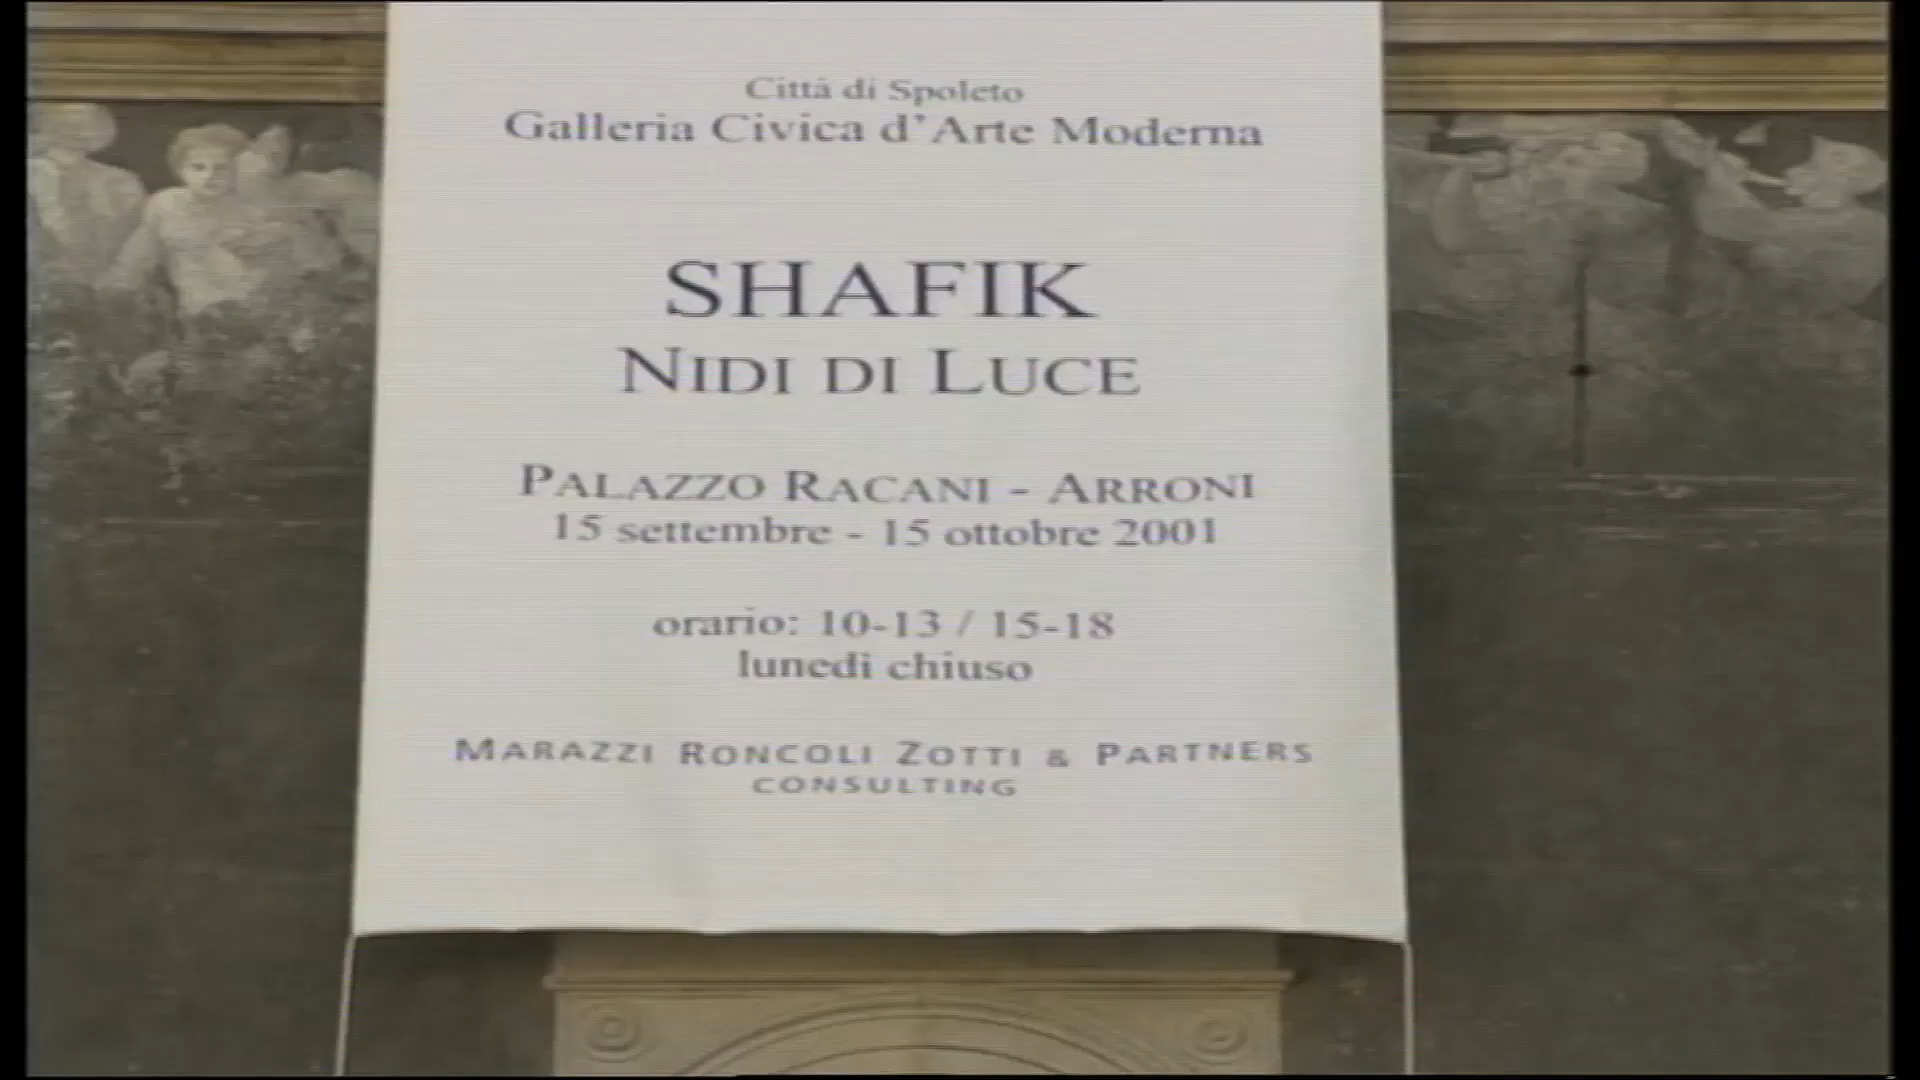 Città di Spoleto
Galleria Civica d'Arte Moderna
SHAFIK
NIDI DI LUCE
PALAZZO RACANI - ARRONI
15 settembre - 15 ottobre 2001
orario: 10-13 / 15-18
lunedì chiuso
MARAZZI RONCOLI ZOTTI & PARTNERS
CONSULTING